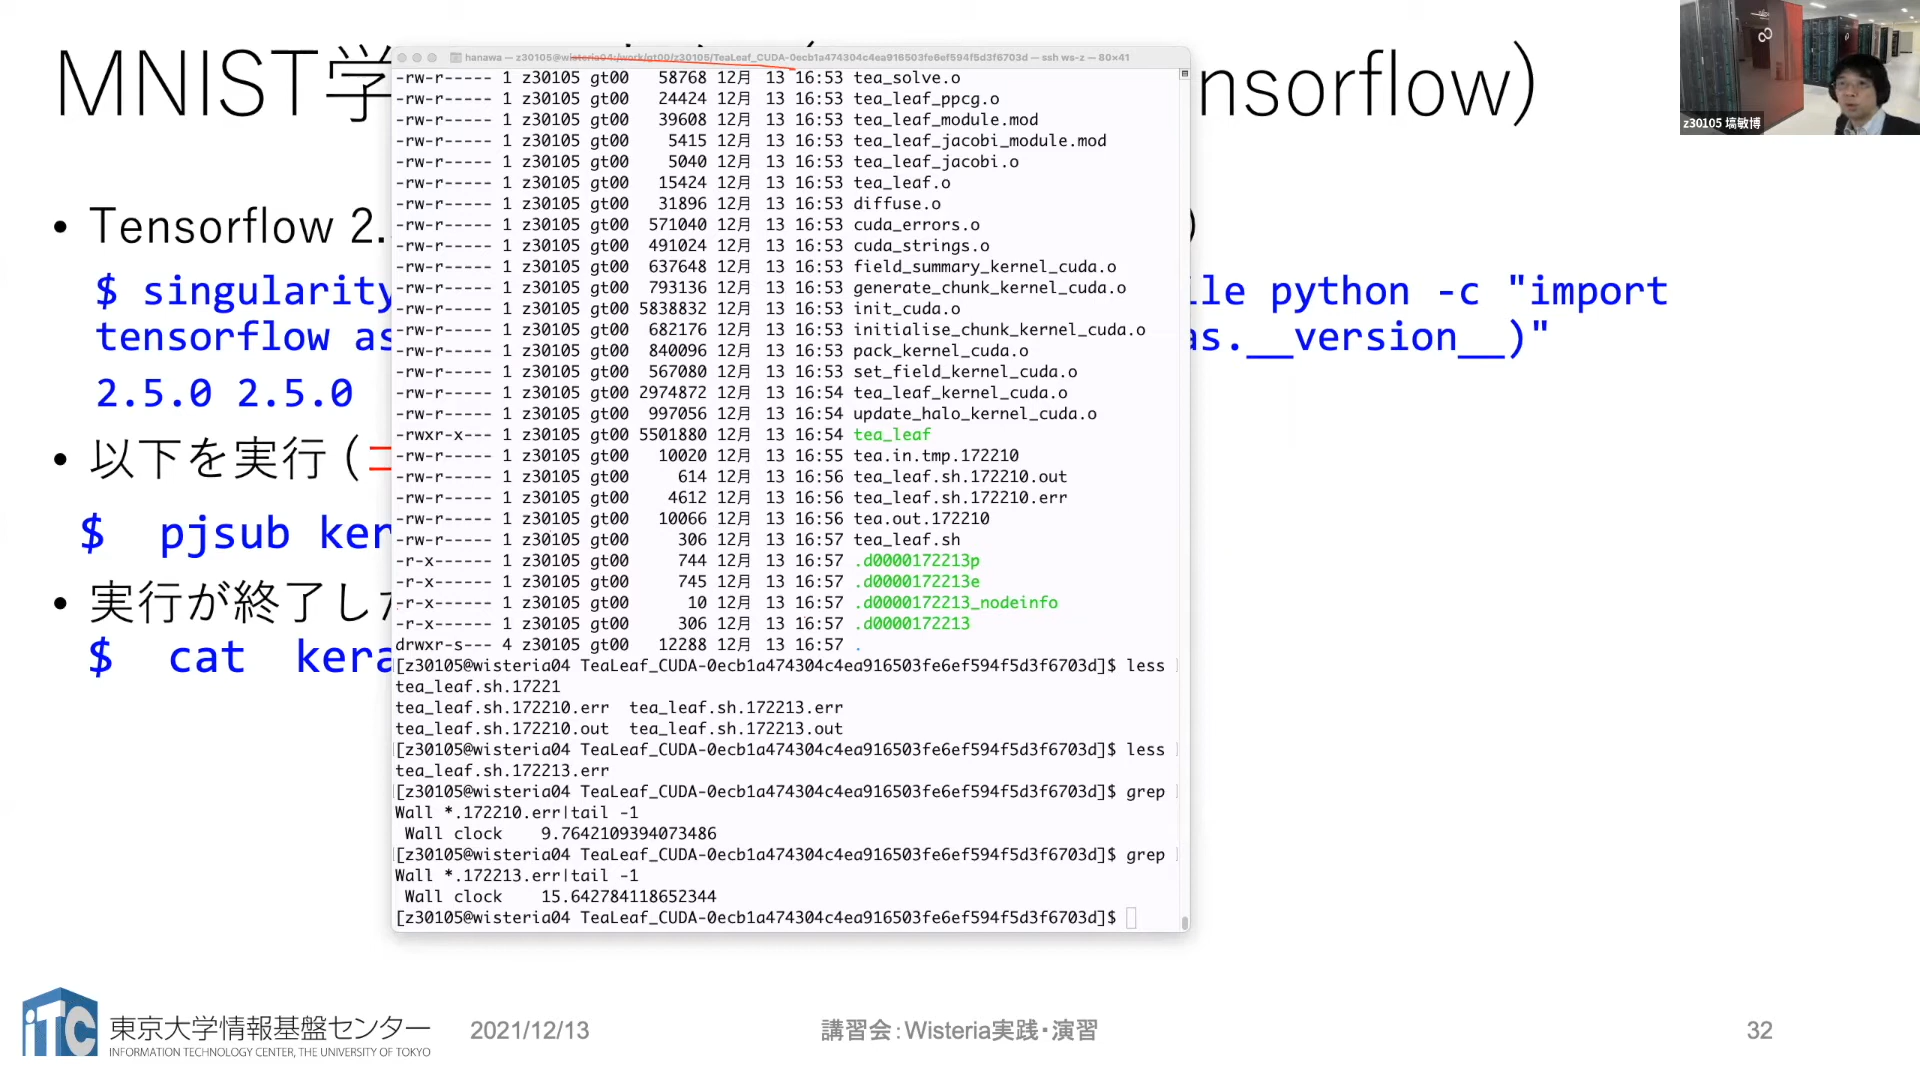 MNIST学
nsorflow)
z30105 塙敏博
• Tensorflow 2.
)
$ singularity
ile python -c "import
tensorflow as
as.__version__)"
2.5.0 2.5.0
• 以下を実行 (
$ pjsub ker
• 実行が終了した
$ cat kera
hanawa — z30105@wisteria04:/work/gt00/z30105/TeaLeaf_CUDA-0ecb1a474304c4ea916503fe6ef594f5d3f6703d — ssh ws-z — 80×41
-rw-r----- 1 z30105 gt00 58768 12月 13 16:53 tea_solve.o
-rw-r----- 1 z30105 gt00 24424 12月 13 16:53 tea_leaf_ppcg.o
-rw-r----- 1 z30105 gt00 39608 12月 13 16:53 tea_leaf_module.mod
-rw-r----- 1 z30105 gt00 5415 12月 13 16:53 tea_leaf_jacobi_module.mod
-rw-r----- 1 z30105 gt00 5040 12月 13 16:53 tea_leaf_jacobi.o
-rw-r----- 1 z30105 gt00 15424 12月 13 16:53 tea_leaf.o
-rw-r----- 1 z30105 gt00 31896 12月 13 16:53 diffuse.o
-rw-r----- 1 z30105 gt00 571040 12月 13 16:53 cuda_errors.o
-rw-r----- 1 z30105 gt00 491024 12月 13 16:53 cuda_strings.o
-rw-r----- 1 z30105 gt00 637648 12月 13 16:53 field_summary_kernel_cuda.o
-rw-r----- 1 z30105 gt00 793136 12月 13 16:53 generate_chunk_kernel_cuda.o
-rw-r----- 1 z30105 gt00 5838832 12月 13 16:53 init_cuda.o
-rw-r----- 1 z30105 gt00 682176 12月 13 16:53 initialise_chunk_kernel_cuda.o
-rw-r----- 1 z30105 gt00 840096 12月 13 16:53 pack_kernel_cuda.o
-rw-r----- 1 z30105 gt00 567080 12月 13 16:53 set_field_kernel_cuda.o
-rw-r----- 1 z30105 gt00 2974872 12月 13 16:54 tea_leaf_kernel_cuda.o
-rw-r----- 1 z30105 gt00 997056 12月 13 16:54 update_halo_kernel_cuda.o
-rwxr-x--- 1 z30105 gt00 5501880 12月 13 16:54 tea_leaf
-rw-r----- 1 z30105 gt00 10020 12月 13 16:55 tea.in.tmp.172210
-rw-r----- 1 z30105 gt00 614 12月 13 16:56 tea_leaf.sh.172210.out
-rw-r----- 1 z30105 gt00 4612 12月 13 16:56 tea_leaf.sh.172210.err
-rw-r----- 1 z30105 gt00 10066 12月 13 16:56 tea.out.172210
-rw-r----- 1 z30105 gt00 306 12月 13 16:57 tea_leaf.sh
-r-x------ 1 z30105 gt00 744 12月 13 16:57 .d0000172213p
-r-x------ 1 z30105 gt00 745 12月 13 16:57 .d0000172213e
-r-x------ 1 z30105 gt00 10 12月 13 16:57 .d0000172213_nodeinfo
-r-x------ 1 z30105 gt00 306 12月 13 16:57 .d0000172213
drwxr-s--- 4 z30105 gt00 12288 12月 13 16:57 .
[z30105@wisteria04 TeaLeaf_CUDA-0ecb1a474304c4ea916503fe6ef594f5d3f6703d]$ less
tea_leaf.sh.17221
tea_leaf.sh.172210.err tea_leaf.sh.172213.err
tea_leaf.sh.172210.out tea_leaf.sh.172213.out
[z30105@wisteria04 TeaLeaf_CUDA-0ecb1a474304c4ea916503fe6ef594f5d3f6703d]$ less
tea_leaf.sh.172213.err
[z30105@wisteria04 TeaLeaf_CUDA-0ecb1a474304c4ea916503fe6ef594f5d3f6703d]$ grep
Wall *.172210.err|tail -1
Wall clock 9.7642109394073486
[z30105@wisteria04 TeaLeaf_CUDA-0ecb1a474304c4ea916503fe6ef594f5d3f6703d]$ grep
Wall *.172213.err|tail -1
Wall clock 15.642784118652344
[z30105@wisteria04 TeaLeaf_CUDA-0ecb1a474304c4ea916503fe6ef594f5d3f6703d]$
iTC
東京大学情報基盤センター
INFORMATION TECHNOLOGY CENTER, THE UNIVERSITY OF TOKYO
2021/12/13
講習会：Wisteria実践・演習
32